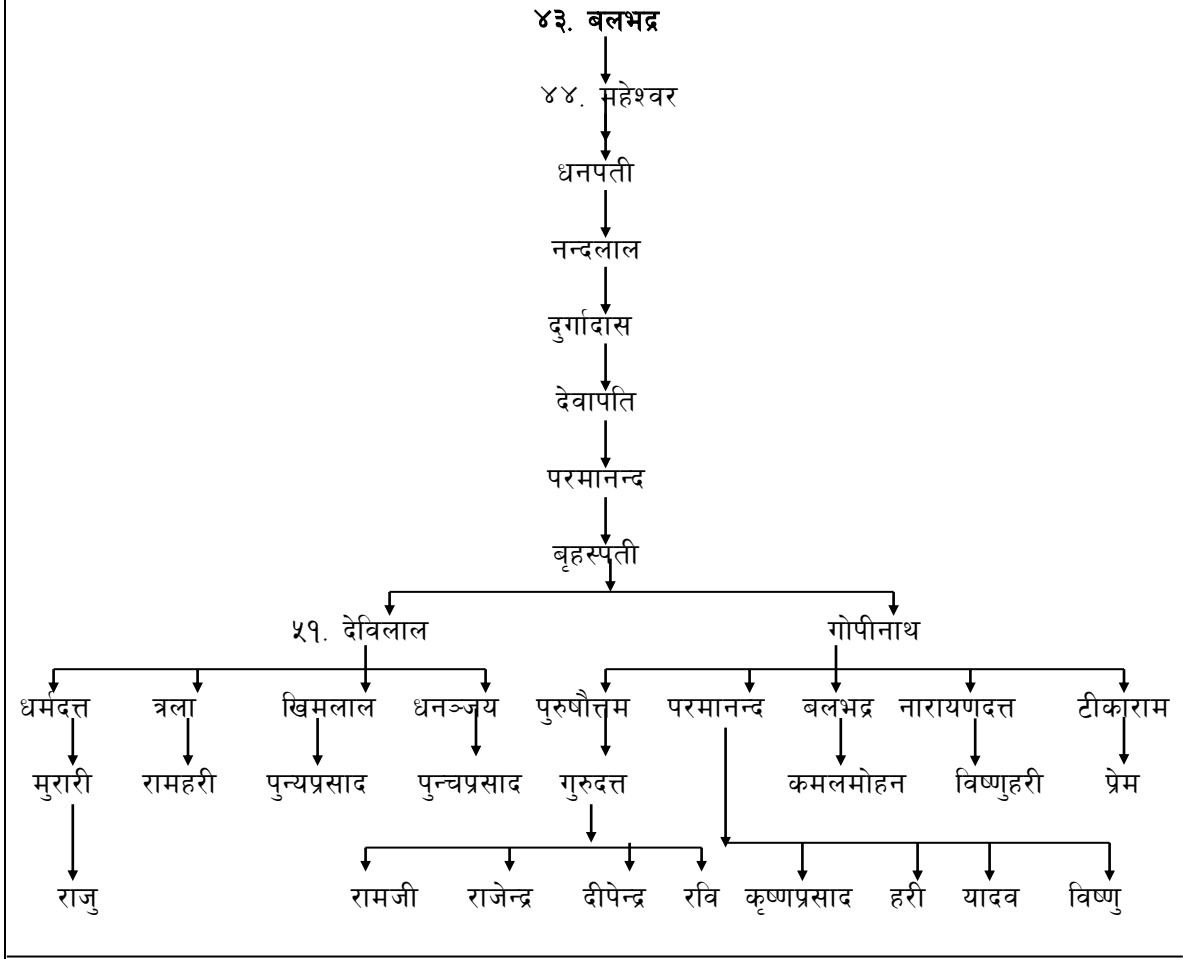 ४३. बलभद्र
४४. महेश्वर
धनपती
नन्दलाल
दुर्गादास
देवापति
परमानन्द
बृहस्पती
५१. देविलाल गोपीनाथ
धर्मदत्त त्रला खिमलाल धनञ्जय पुरुषौत्तम परमानन्द बलभद्र नारायणदत्त टीकाराम
मुरारी रामहरी पुन्यप्रसाद पुन्चप्रसाद गुरुदत्त कमलमोहन विष्णुहरी प्रेम
राजु रामजी राजेन्द्र दीपेन्द्र रवि कृष्णप्रसाद हरी यादव विष्णु